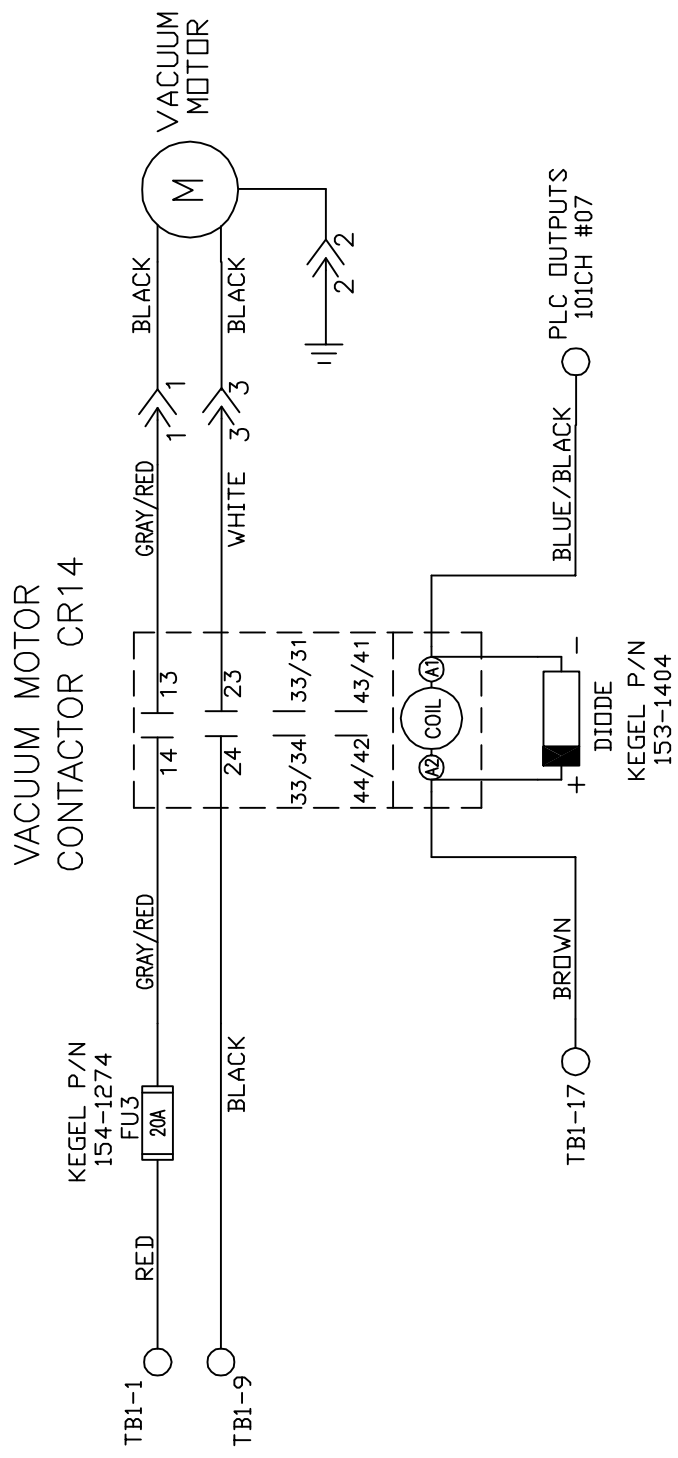 VACUUM MOTOR
CONTACTOR CR14
KEGEL P/N
154-1274
FU3
20A
TB1-1
RED
GRAY/RED
14
13
GRAY/RED
1
1
BLACK
VACUUM
MOTOR
M
TB1-9
BLACK
24
23
WHITE
3
3
BLACK
33/34
33/31
2
2
44/42
43/41
A2
COIL
A1
TB1-17
BROWN
BLUE/BLACK
PLC OUTPUTS
101CH #07
+
-
DIODE
KEGEL P/N
153-1404